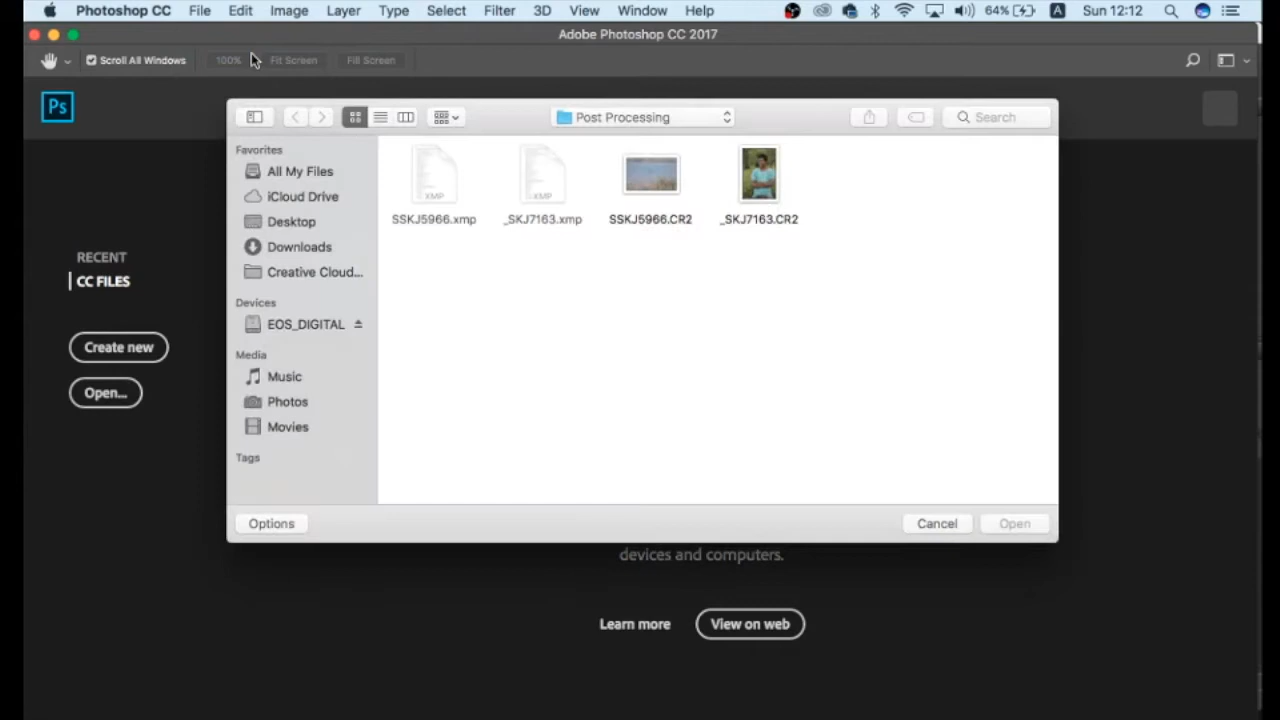 Photoshop CC File Edit Image Layer Type Select Filter 3D View Window Help 64% A Sun 12:12
Adobe Photoshop CC 2017
Scroll All Windows 100% Fit Screen Fill Screen
Ps
Post Processing
Search
Favorites
All My Files
iCloud Drive
Desktop
Downloads
Creative Cloud...
Devices
EOS_DIGITAL
Media
Music
Photos
Movies
Tags
XMP
XMP
SSKJ5966.xmp
_SKJ7163.xmp
SSKJ5966.CR2
_SKJ7163.CR2
RECENT
CC FILES
Create new
Open...
Options
Cancel
Open
devices and computers.
Learn more
View on web